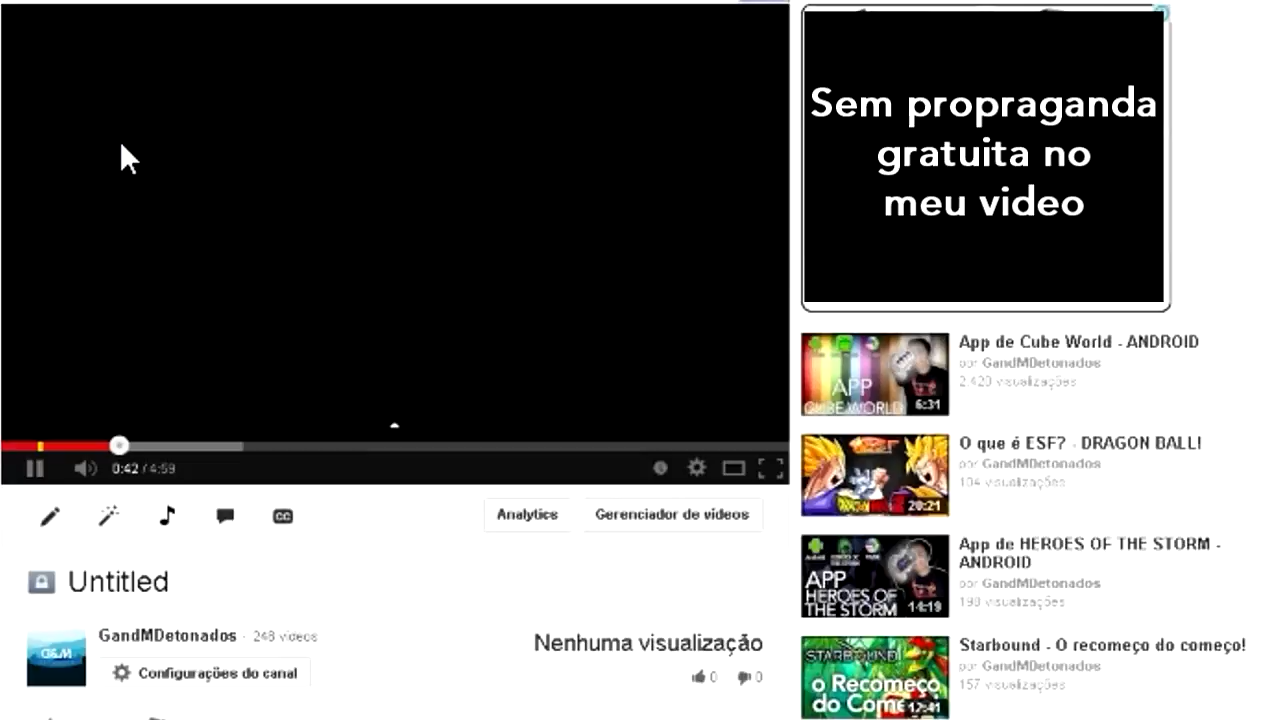 Sem propraganda
gratuita no
meu video
0:42 / 4:59
CC
Analytics
Gerenciador de vídeos
Untitled
GandMDetonados · 248 vídeos
Configurações do canal
Nenhuma visualização
0
0
APP
CUBE WORLD
6:31
App de Cube World - ANDROID
por GandMDetonados
2.420 visualizações
20:21
O que é ESF? - DRAGON BALL!
por GandMDetonados
104 visualizações
APP
HEROES OF
THE STORM
14:19
App de HEROES OF THE STORM -
ANDROID
por GandMDetonados
198 visualizações
STARBOUND
o Recomeço
do Come
12:41
Starbound - O recomeço do começo!
por GandMDetonados
157 visualizações